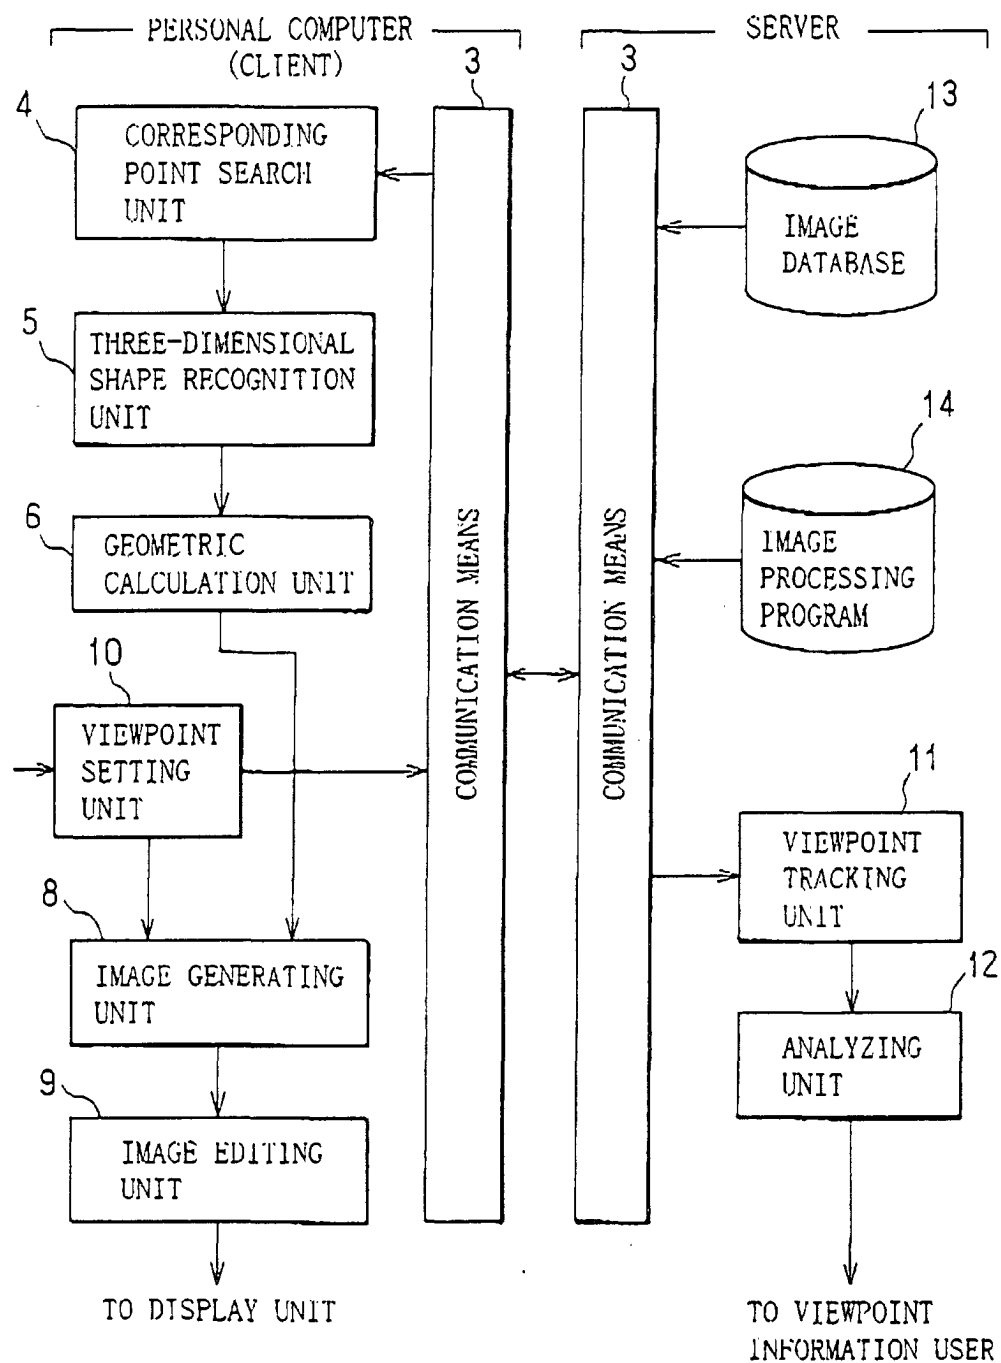 PERSONAL COMPUTER
(CLIENT)
SERVER
3
3
4
CORRESPONDING
POINT SEARCH
UNIT
13
IMAGE
DATABASE
5
THREE-DIMENSIONAL
SHAPE RECOGNITION
UNIT
14
IMAGE
PROCESSING
PROGRAM
6
GEOMETRIC
CALCULATION UNIT
COMMUNICATION MEANS
COMMUNICATION MEANS
10
VIEWPOINT
SETTING
UNIT
11
VIEWPOINT
TRACKING
UNIT
8
IMAGE GENERATING
UNIT
12
ANALYZING
UNIT
9
IMAGE EDITING
UNIT
TO DISPLAY UNIT
TO VIEWPOINT
INFORMATION USER